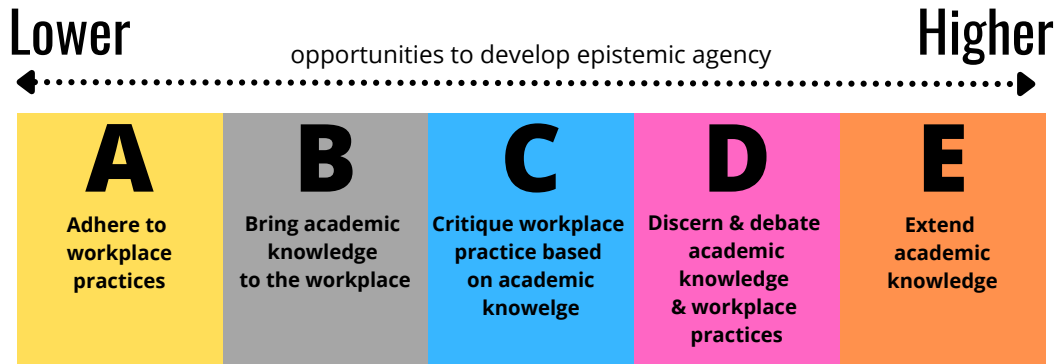 Lower
Higher
opportunities to develop epistemic agency
A
Adhere to
workplace
practices
B
Bring academic
knowledge
to the workplace
C
Critique workplace
practice based
on academic
knowelge
D
Discern & debate
academic
knowledge
& workplace
practices
E
Extend
academic
knowledge